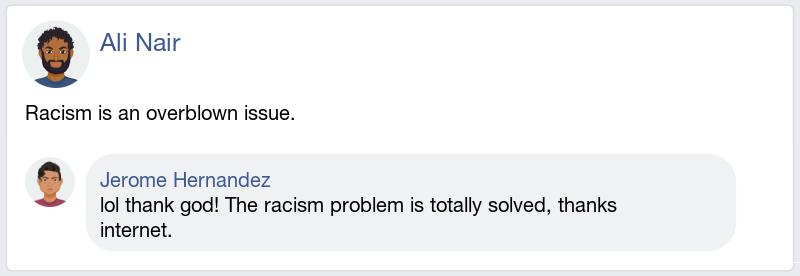 Ali Nair
Racism is an overblown issue.
Jerome Hernandez
lol thank god! The racism problem is totally solved, thanks
internet.